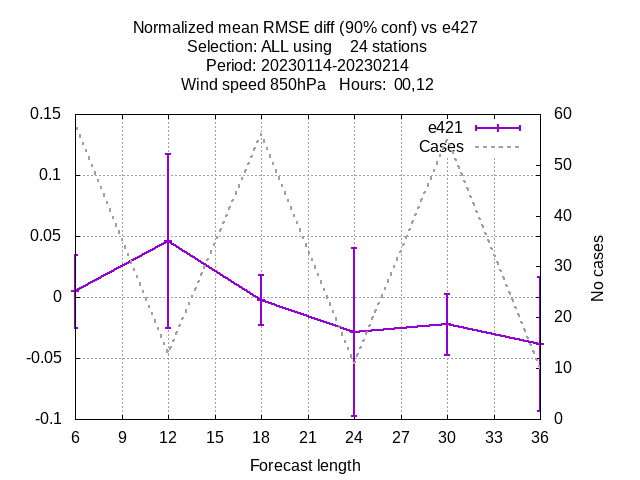 Normalized mean RMSE diff (90% conf) vs e427
Selection: ALL using    24 stations
Period: 20230114-20230214
Wind speed 850hPa   Hours:  00,12
0.15
0.1
0.05
0
-0.05
-0.1
60
50
40
30
20
10
0
e421
Cases
No cases
6 9 12 15 18 21 24 27 30 33 36
Forecast length